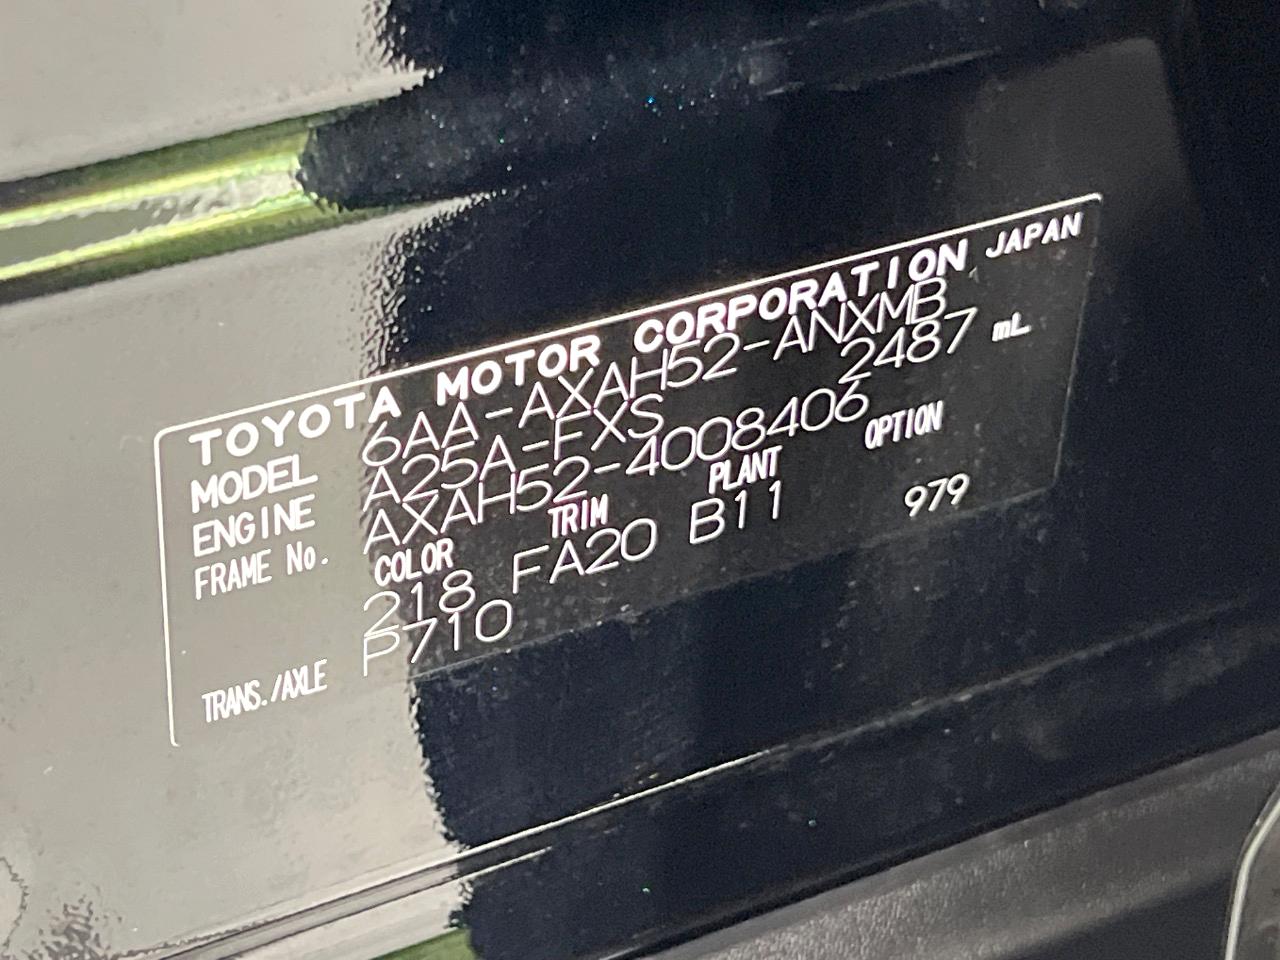 TOYOTA MOTOR CORPORATION JAPAN
MODEL 6AA-AXAH52-ANXMB
ENGINE A25A-FXS 2487 mL
FRAME No. AXAH52-4008406
COLOR TRIM PLANT OPTION
218 FA20 B11 979
TRANS./AXLE P710